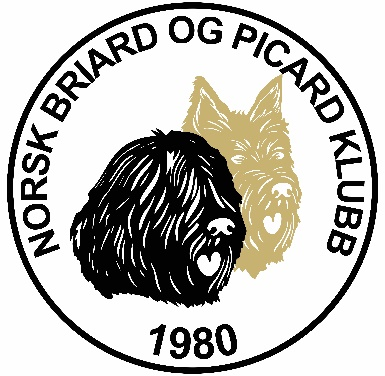 NORSK BRIARD OG PICARD KLUBB
1980